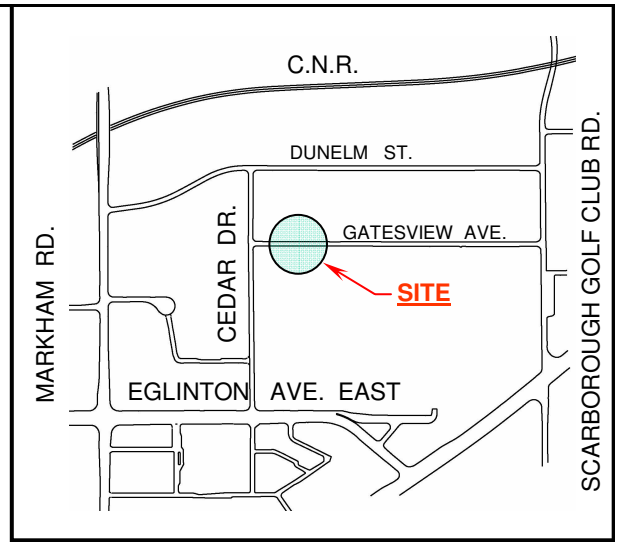 C.N.R.
DUNELM ST.
GATESVIEW AVE.
CEDAR DR.
MARKHAM RD.
SCARBOROUGH GOLF CLUB RD.
SITE
EGLINTON AVE. EAST